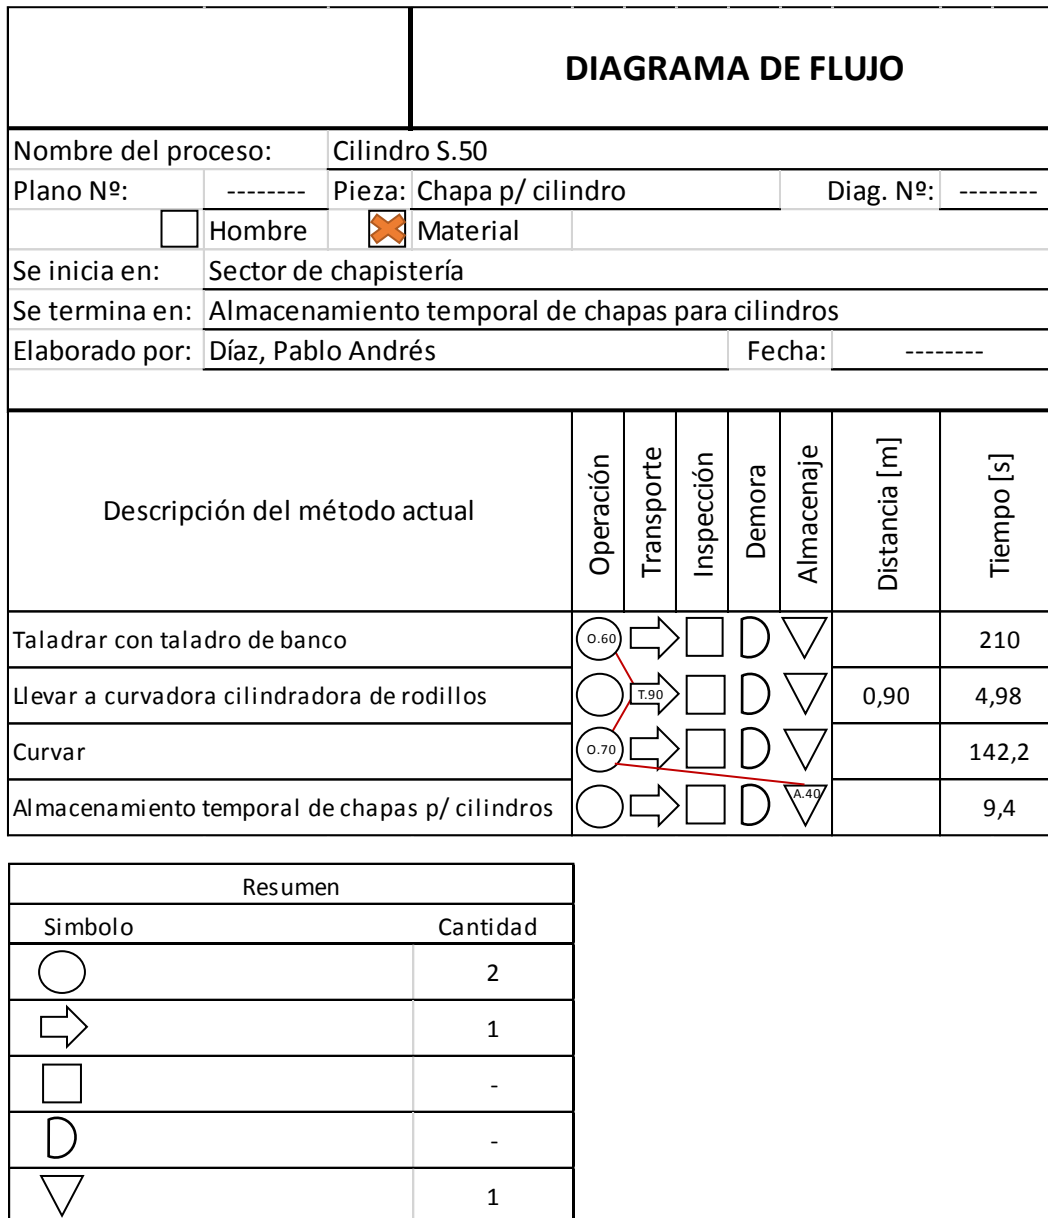 DIAGRAMA DE FLUJO
Nombre del proces o: Cilindro S.50
Plano Nº: -------- Pieza: Chapa p/ cilindro Diag. Nº: --------
Hombre Material
Se inicia en: Sector de chapistería
Se termina en: Almacenamiento temporal de chapas para cilindros
Elaborado por: Díaz, Pablo Andrés Fecha: --------
Descripción del método actual Operación Transporte Inspección Demora Almacenaje Distancia [m] Tiempo [s]
Taladrar con taladro de banco O.60 210
Llevar a curvadora cilindradora de rodillos T.90 0,90 4,98
Curvar O.70 142,2
Almacenamiento temporal de chapas p/ cilindros A.40 9,4
Resumen
Simbolo Cantidad
2
1
-
-
1